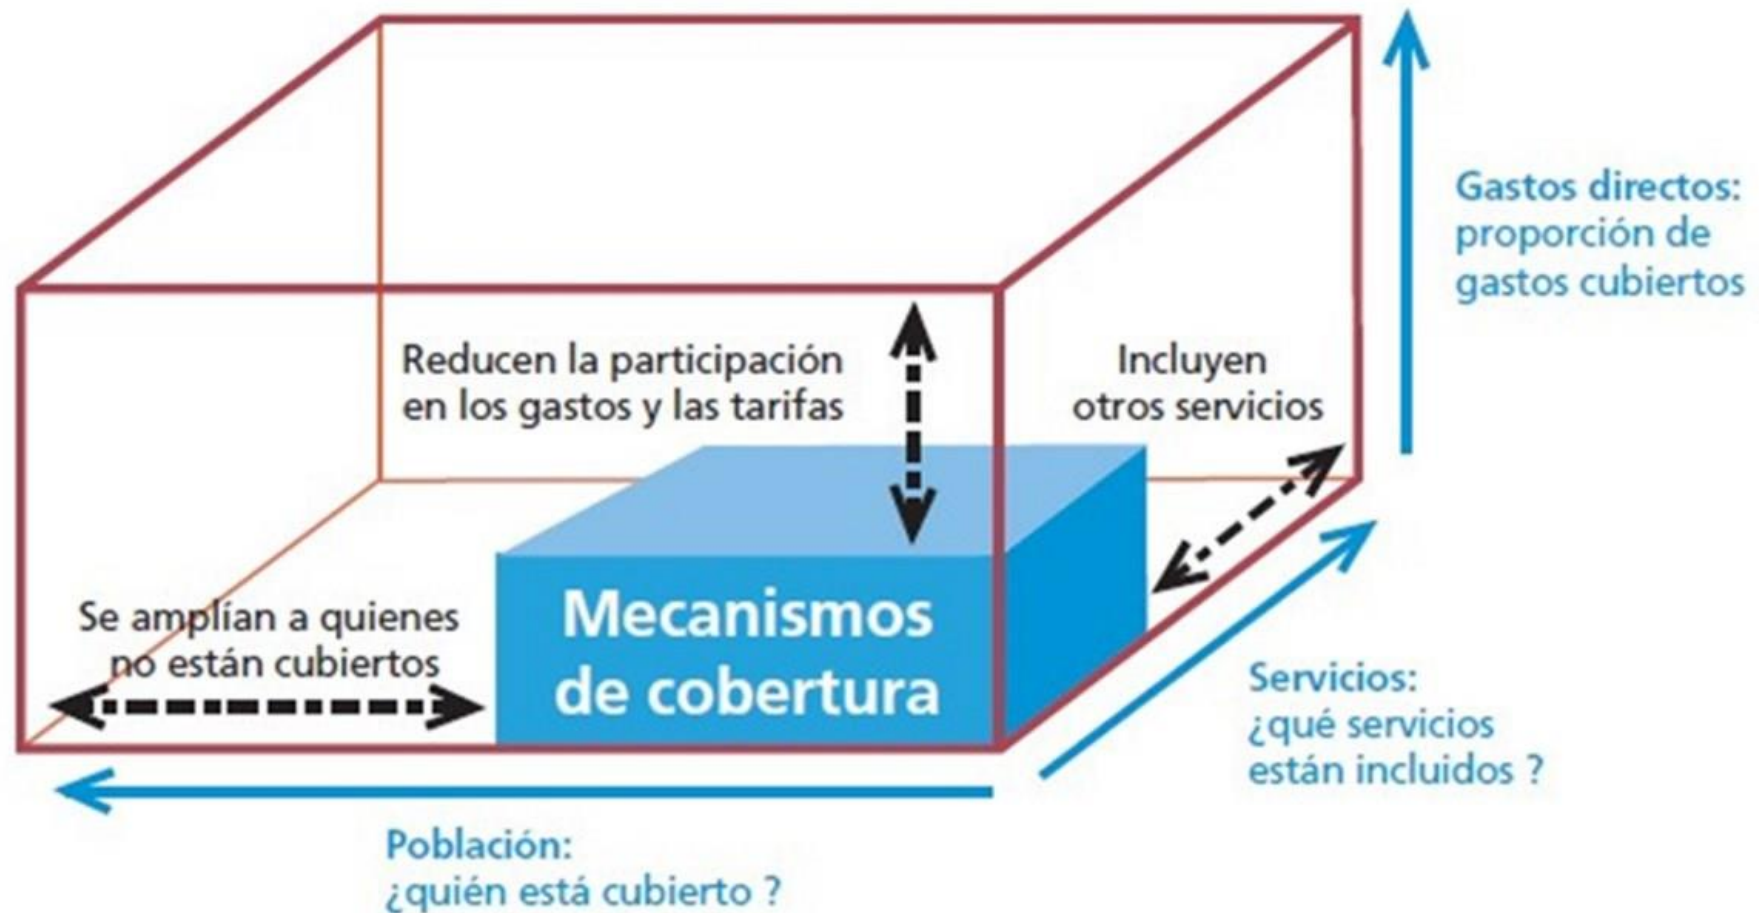 Gastos directos:
proporción de
gastos cubiertos
Reducen la participación
en los gastos y las tarifas
Incluyen
otros servicios
Se amplían a quienes
no están cubiertos
Mecanismos
de cobertura
Servicios:
¿qué servicios
están incluidos ?
Población:
¿quién está cubierto ?